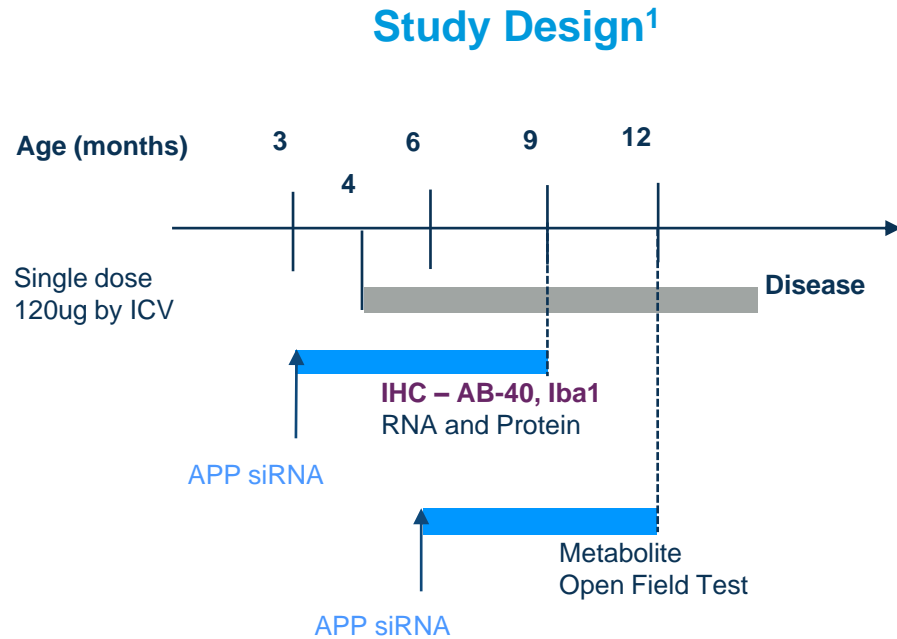 Study Design¹
Age (months)
3
6
9
12
4
Single dose
120ug by ICV
Disease
IHC – AB-40, Iba1
RNA and Protein
APP siRNA
Metabolite
Open Field Test
APP siRNA